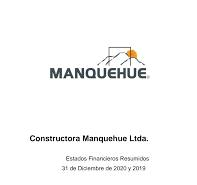 MANQUEHUE
Constructora Manquehue Ltda.
Estados Financieros Resumidos
31 de Diciembre de 2020 y 2019